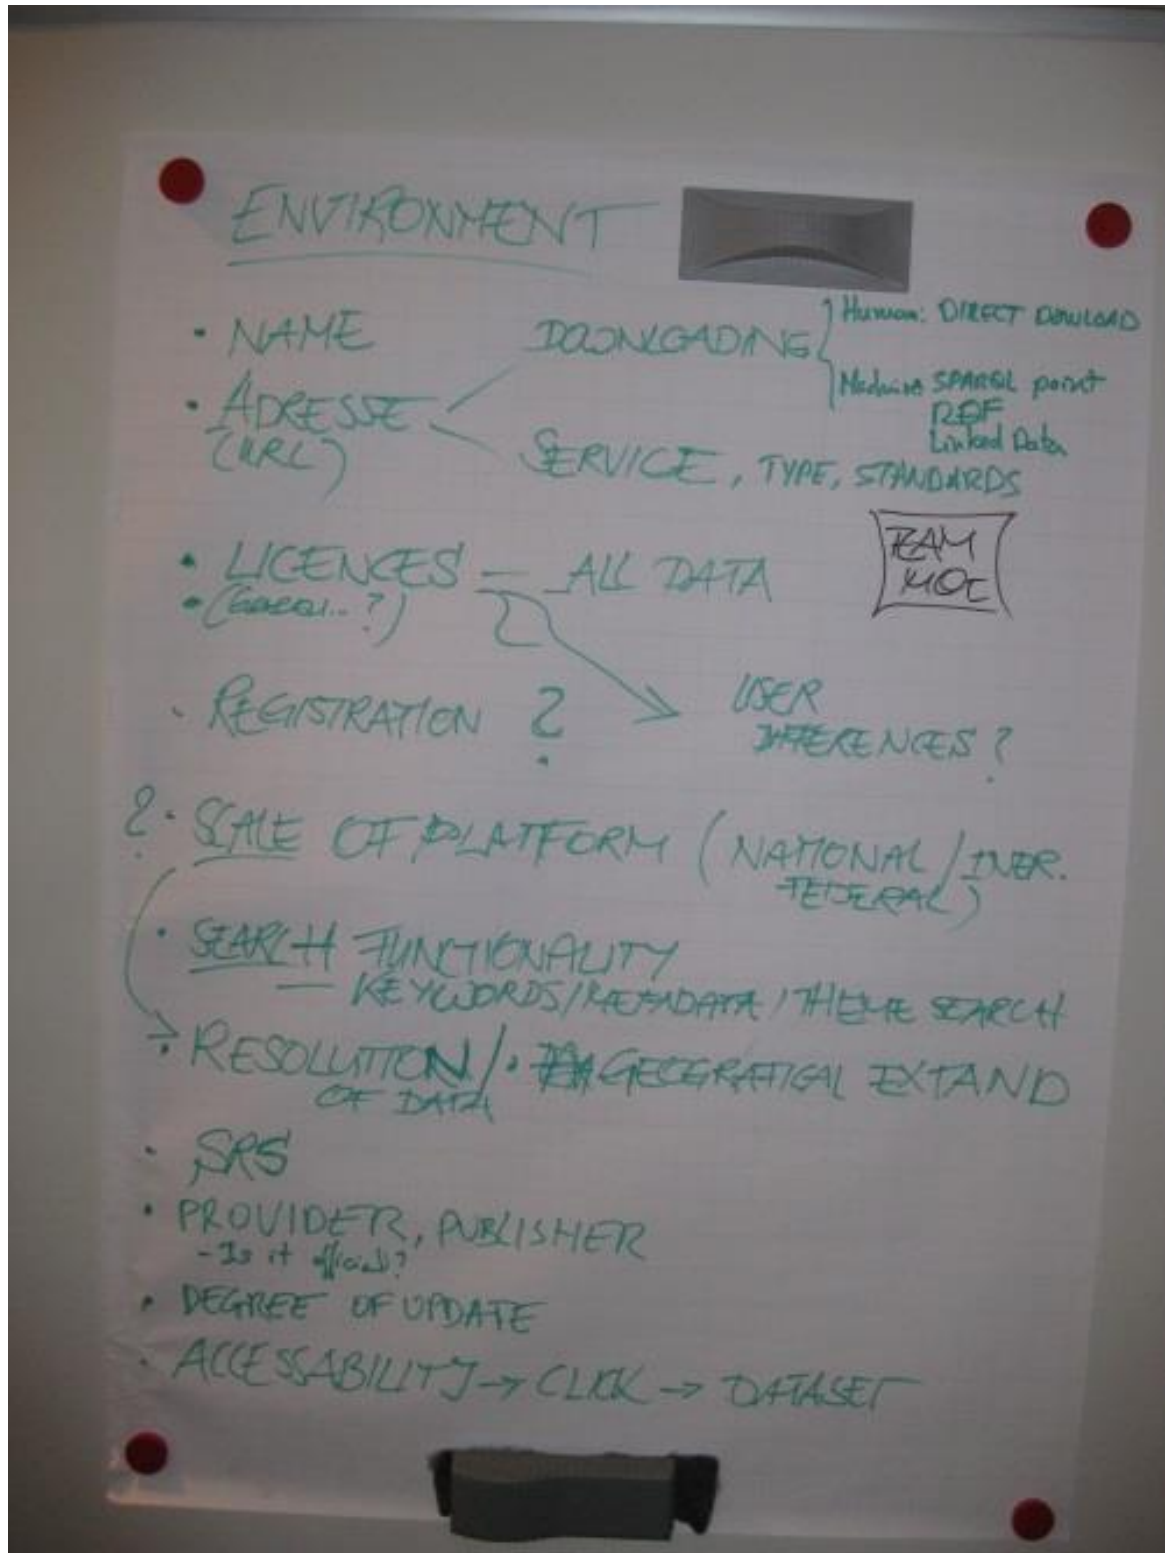 ENVIRONMENT
• NAME DOWNLOADING
Human: DIRECT DOWNLOAD
Machine SPARQL point
RDF
Linked Data
• ADRESSE
(URL)
SERVICE, TYPE, STANDARDS
• LICENCES — ALL DATA
• ( ...?)
• REGISTRATION ?
USER
DIFFERENCES?
? • SCALE OF PLATFORM (NATIONAL/INER.
FEDERAL)
• SEARCH FUNCTIONALITY
— KEYWORDS/METADATA/THEME SEARCH
• RESOLUTION/ • GEOGRAFIGAL EXTAND
OF DATA
• SRS
• PROVIDER, PUBLISHER
- Is it official?
• DEGREE OF UPDATE
• ACCESSABILITY → CLICK → DATASET